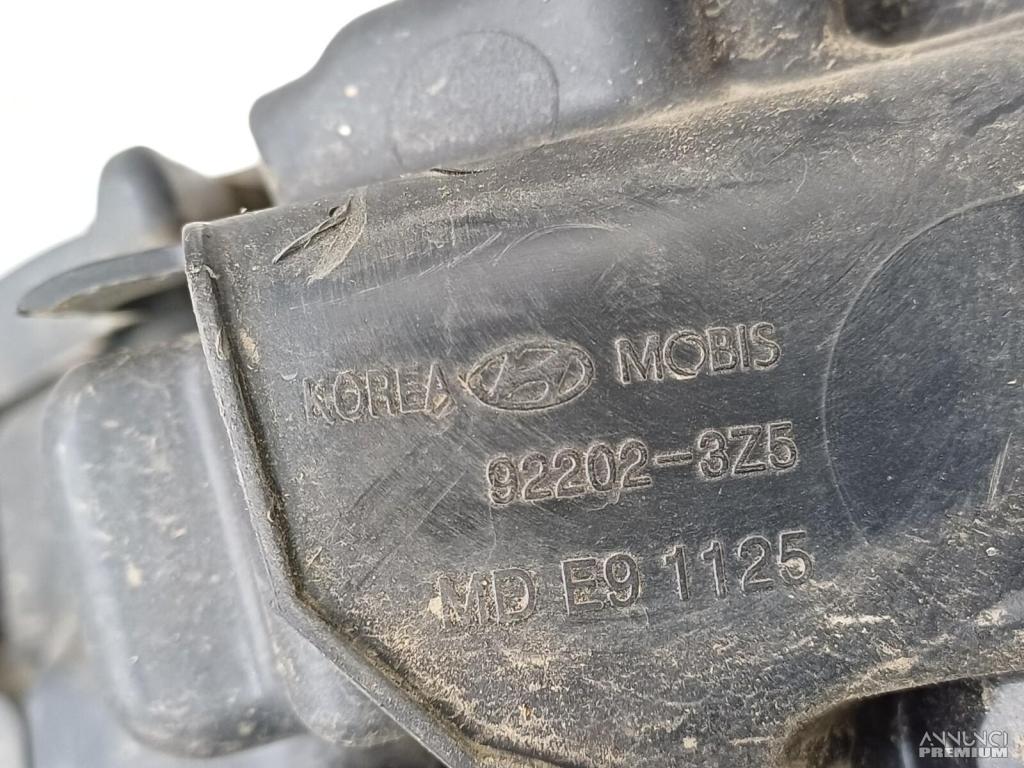 KOREA MOBIS
92202-3Z5
MD E9 1125
ANNUNCI
PREMIUM